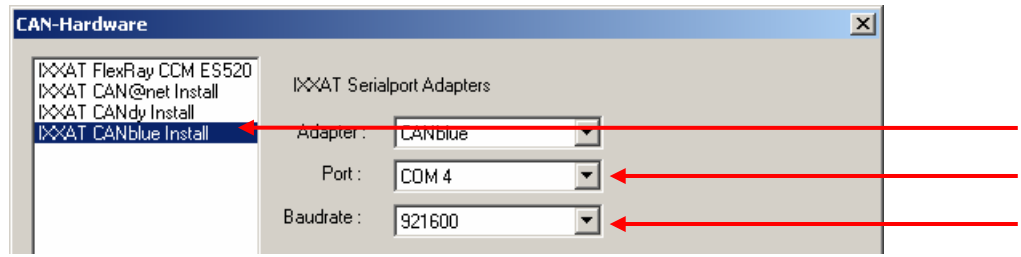 CAN-Hardware
IXXAT FlexRay CCM ES520
IXXAT CAN@net Install
IXXAT CANdy Install
IXXAT CANblue Install
IXXAT Serialport Adapters
Adapter :
CANblue
Port :
COM 4
Baudrate :
921600